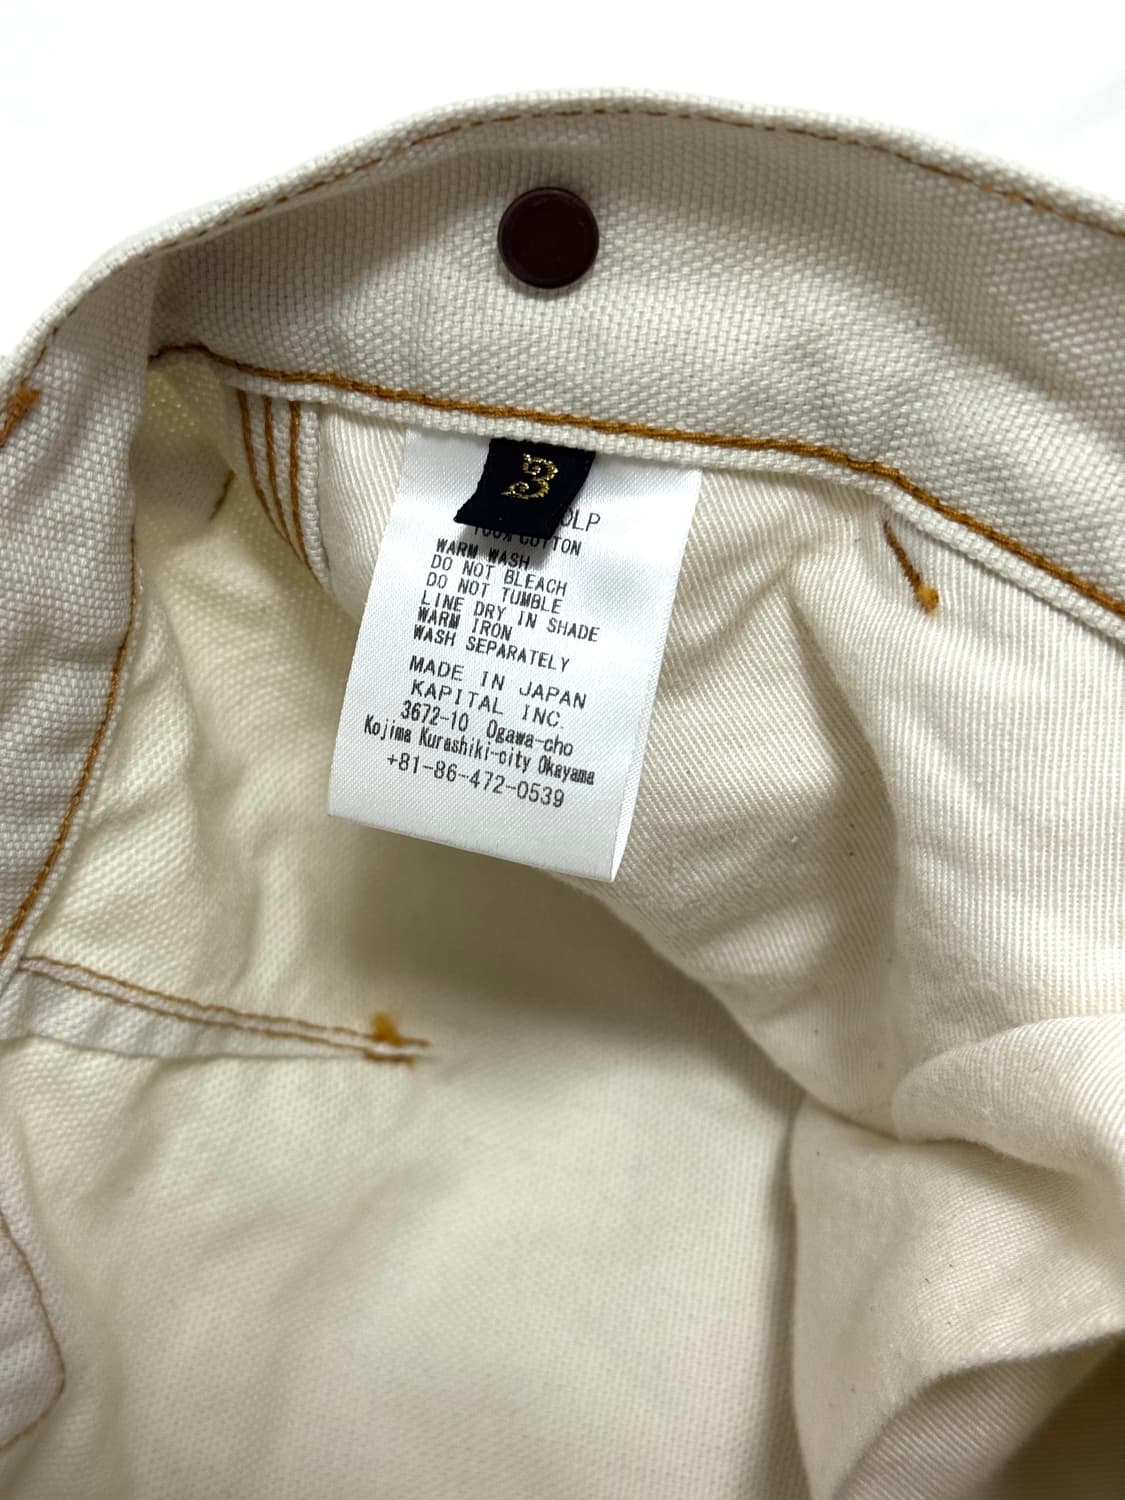 3
OLP
100% COTTON
WARM WASH
DO NOT BLEACH
DO NOT TUMBLE
LINE DRY IN SHADE
WARM IRON
WASH SEPARATELY
MADE IN JAPAN
KAPITAL INC.
3672-10 Ogawa-cho
Kojima Kurashiki-city Okayama
+81-86-472-0539